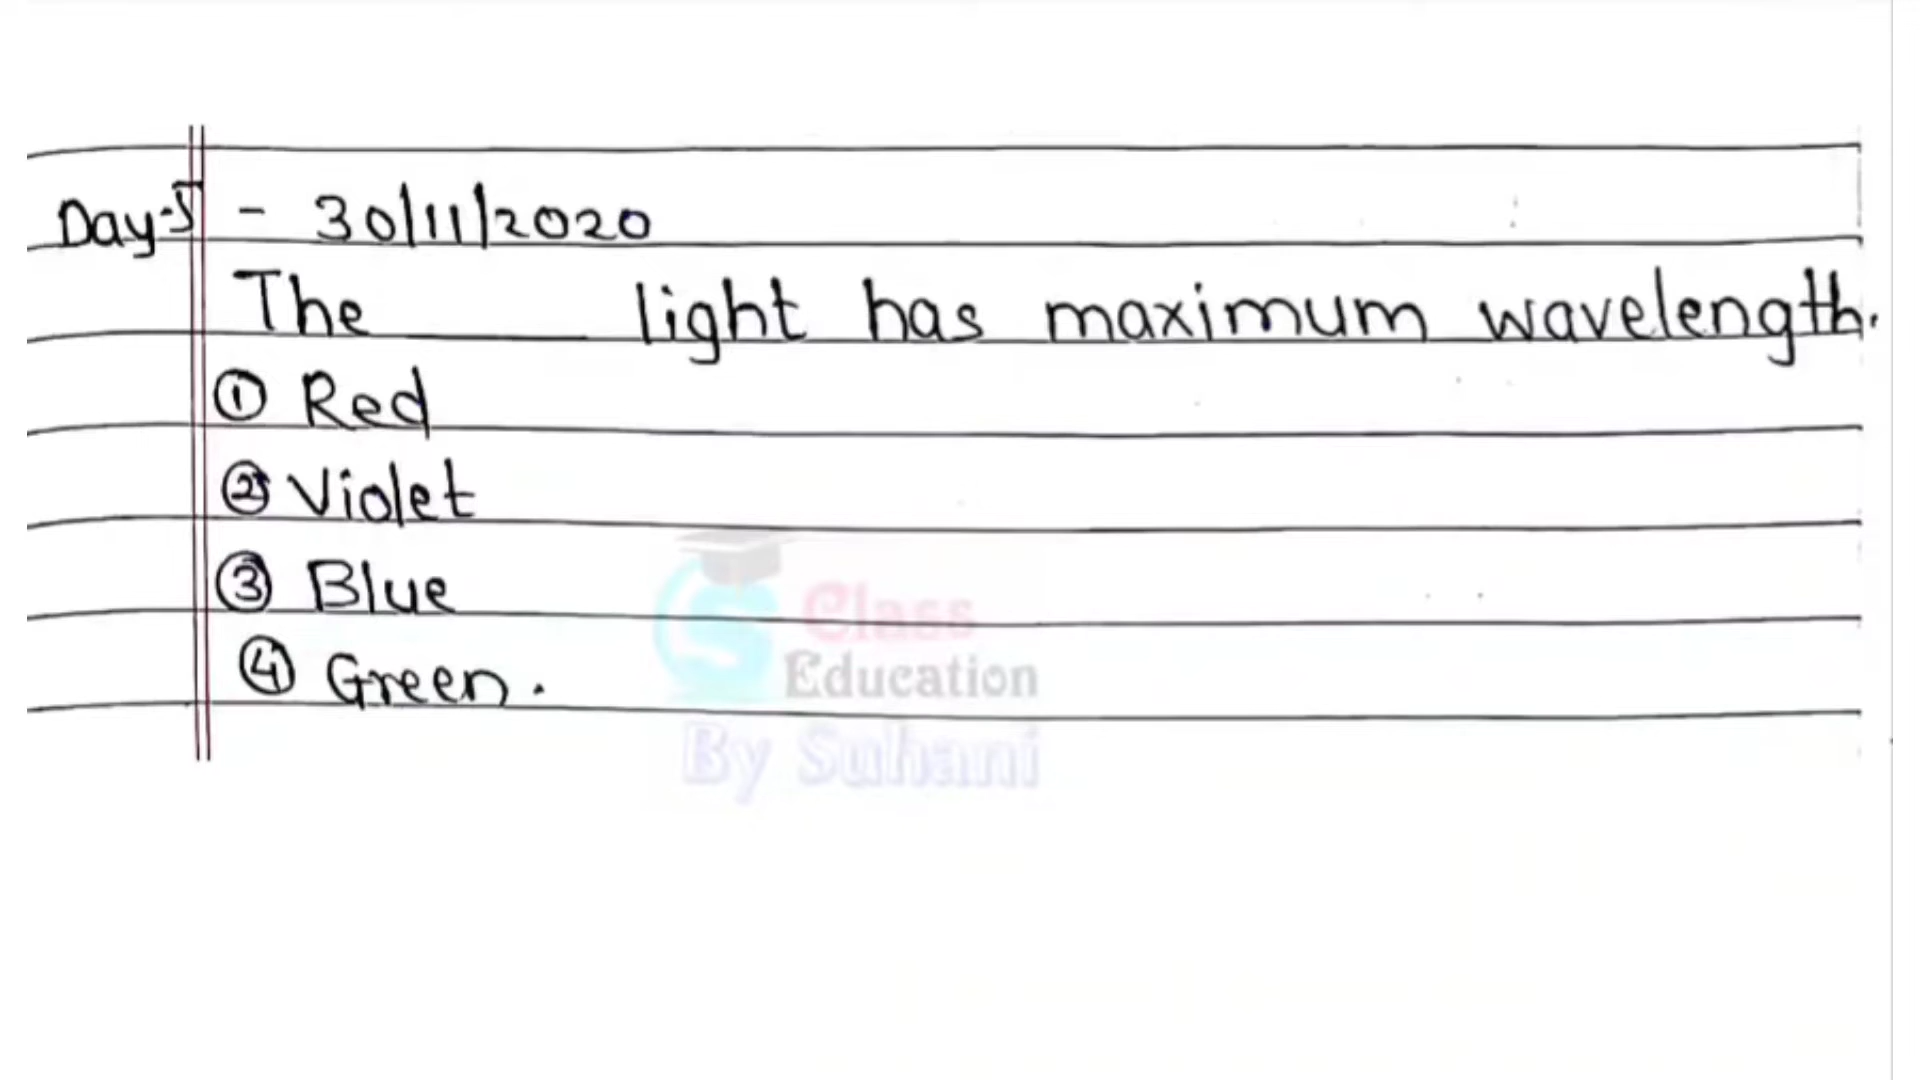 Day-5 - 30/11/2020
The ______ light has maximum wavelength.
① Red
② Violet
③ Blue
④ Green.
Class
Education
By Suhani